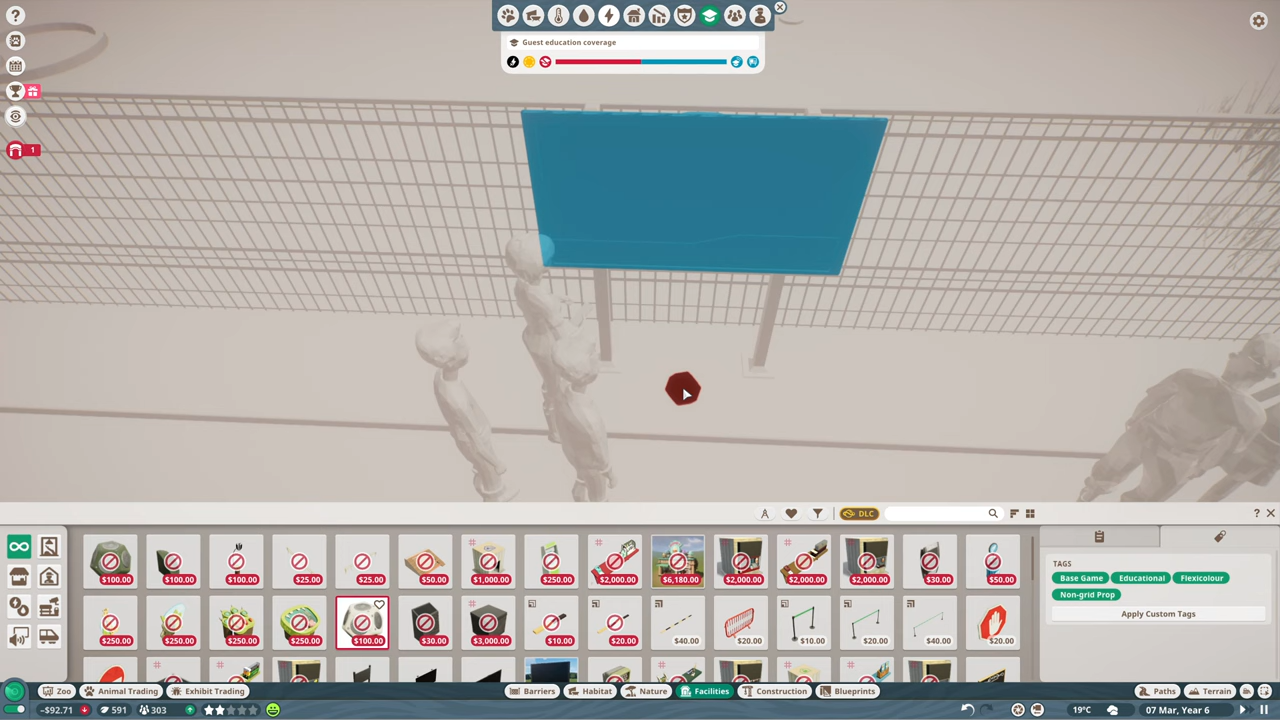 ?
Guest education coverage
1
DLC
?
$100.00 $100.00 $100.00 $25.00 $25.00 $50.00 $1,000.00 $250.00 $2,000.00 $6,180.00 $2,000.00 $2,000.00 $2,000.00 $30.00 $50.00
$250.00 $250.00 $250.00 $250.00 $100.00 $30.00 $3,000.00 $10.00 $20.00 $40.00 $20.00 $10.00 $20.00 $40.00 $20.00
TAGS
Base Game Educational Flexicolour
Non-grid Prop
Apply Custom Tags
Zoo Animal Trading Exhibit Trading Barriers Habitat Nature Facilities Construction Blueprints Paths Terrain
-$92.71 591 303 19°C 07 Mar, Year 6